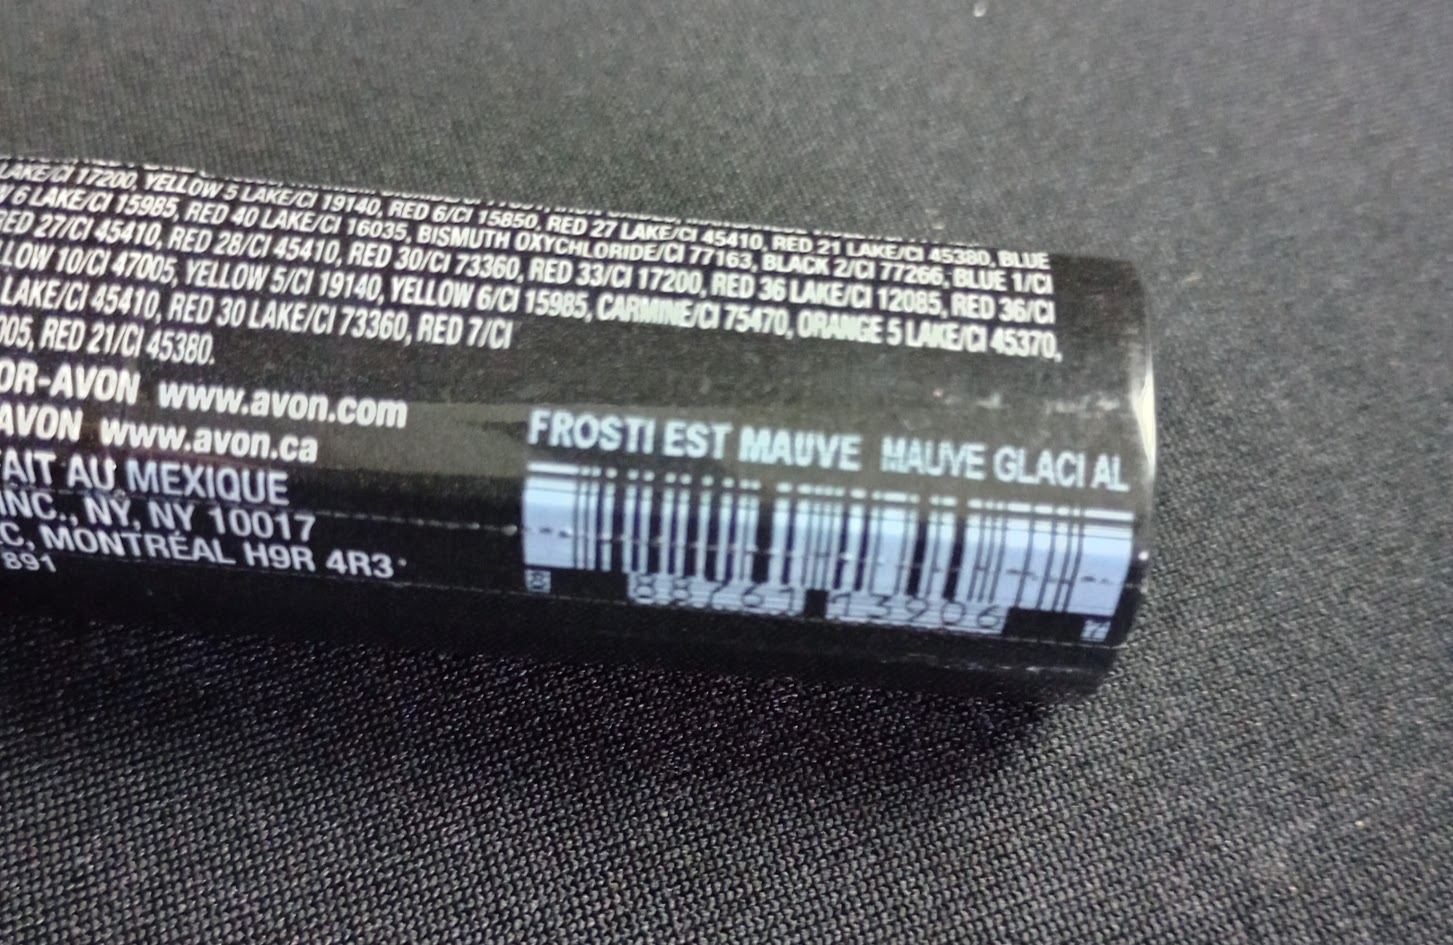 LAKE/CI 17200, YELLOW 5 LAKE/CI 19140, RED 6/CI 15850, RED 27 LAKE/CI 45410, RED 21 LAKE/CI 45380, BLUE
6 LAKE/CI 15985, RED 40 LAKE/CI 16035, BISMUTH OXYCHLORIDE/CI 77163, BLACK 2/CI 77266, BLUE 1/CI
RED 27/CI 45410, RED 28/CI 45410, RED 30/CI 73360, RED 33/CI 17200, RED 36 LAKE/CI 12085, RED 36/CI
LLOW 10/CI 47005, YELLOW 5/CI 19140, YELLOW 6/CI 15985, CARMINE/CI 75470, ORANGE 5 LAKE/CI 45370,
LAKE/CI 45410, RED 30 LAKE/CI 73360, RED 7/CI
005, RED 21/CI 45380.
OR-AVON www.avon.com
AVON www.avon.ca
AIT AU MEXIQUE
INC., NY, NY 10017
C, MONTRÉAL H9R 4R3
891
FROSTIEST MAUVE MAUVE GLACIAL
88761 13906